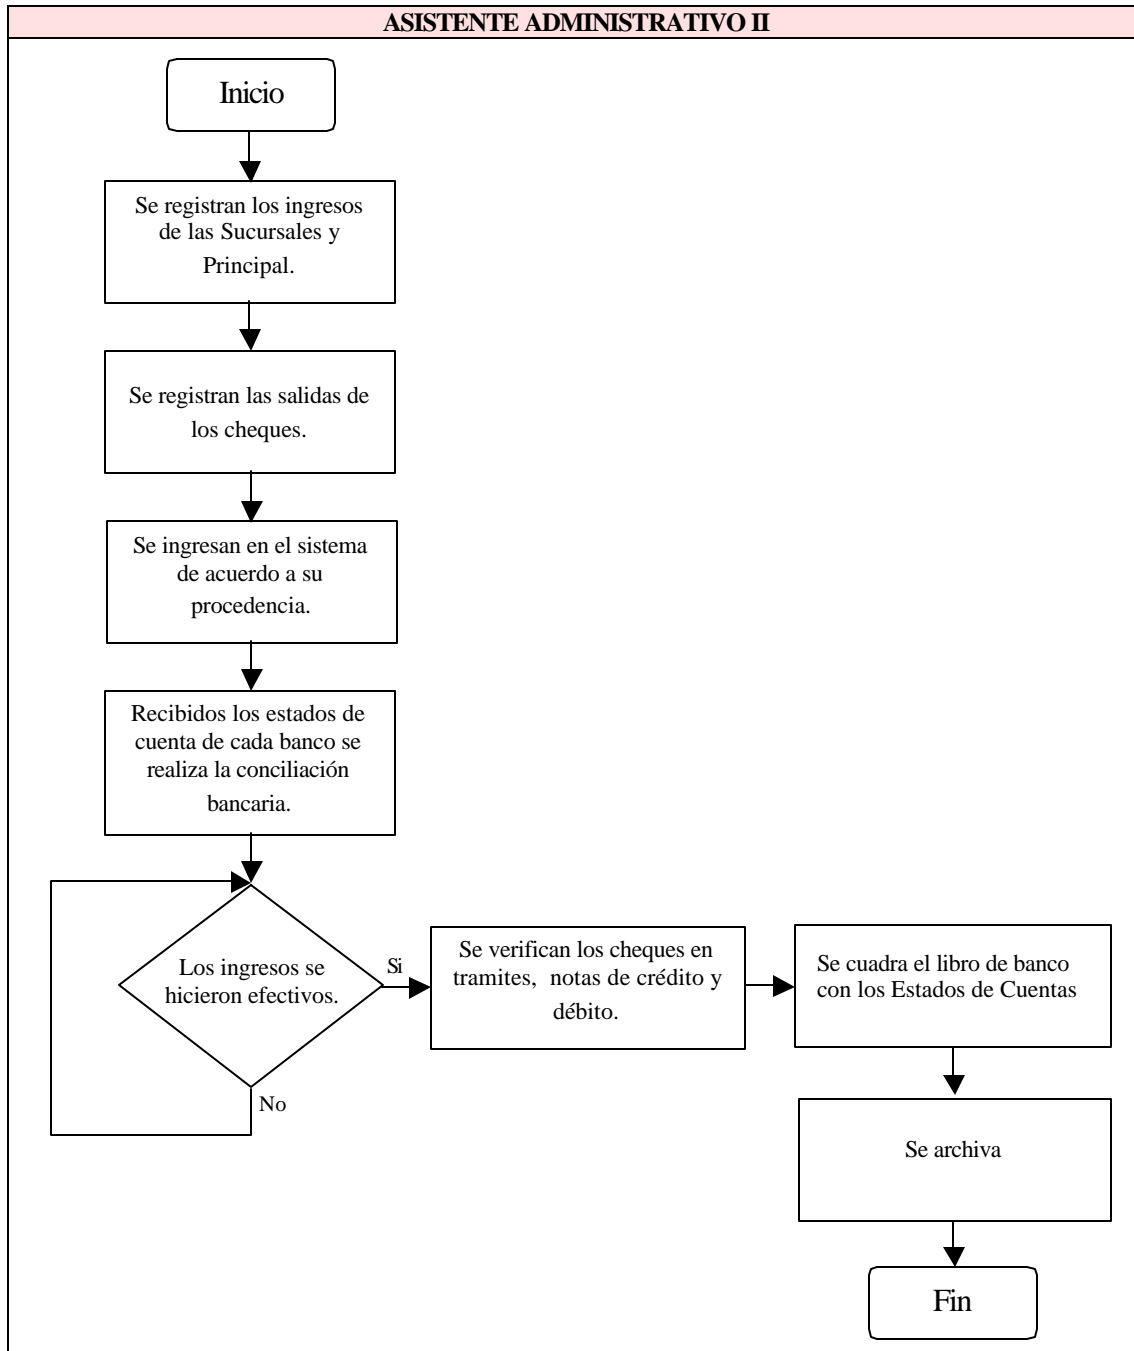 ASISTENTE ADMINISTRATIVO II
Inicio
Se registran los ingresos
de las Sucursales y
Principal.
Se registran las salidas de
los cheques.
Se ingresan en el sistema
de acuerdo a su
procedencia.
Recibidos los estados de
cuenta de cada banco se
realiza la conciliación
bancaria.
Los ingresos se
hicieron efectivos.
Si
No
Se verifican los cheques en
tramites, notas de crédito y
débito.
Se cuadra el libro de banco
con los Estados de Cuentas
Se archiva
Fin